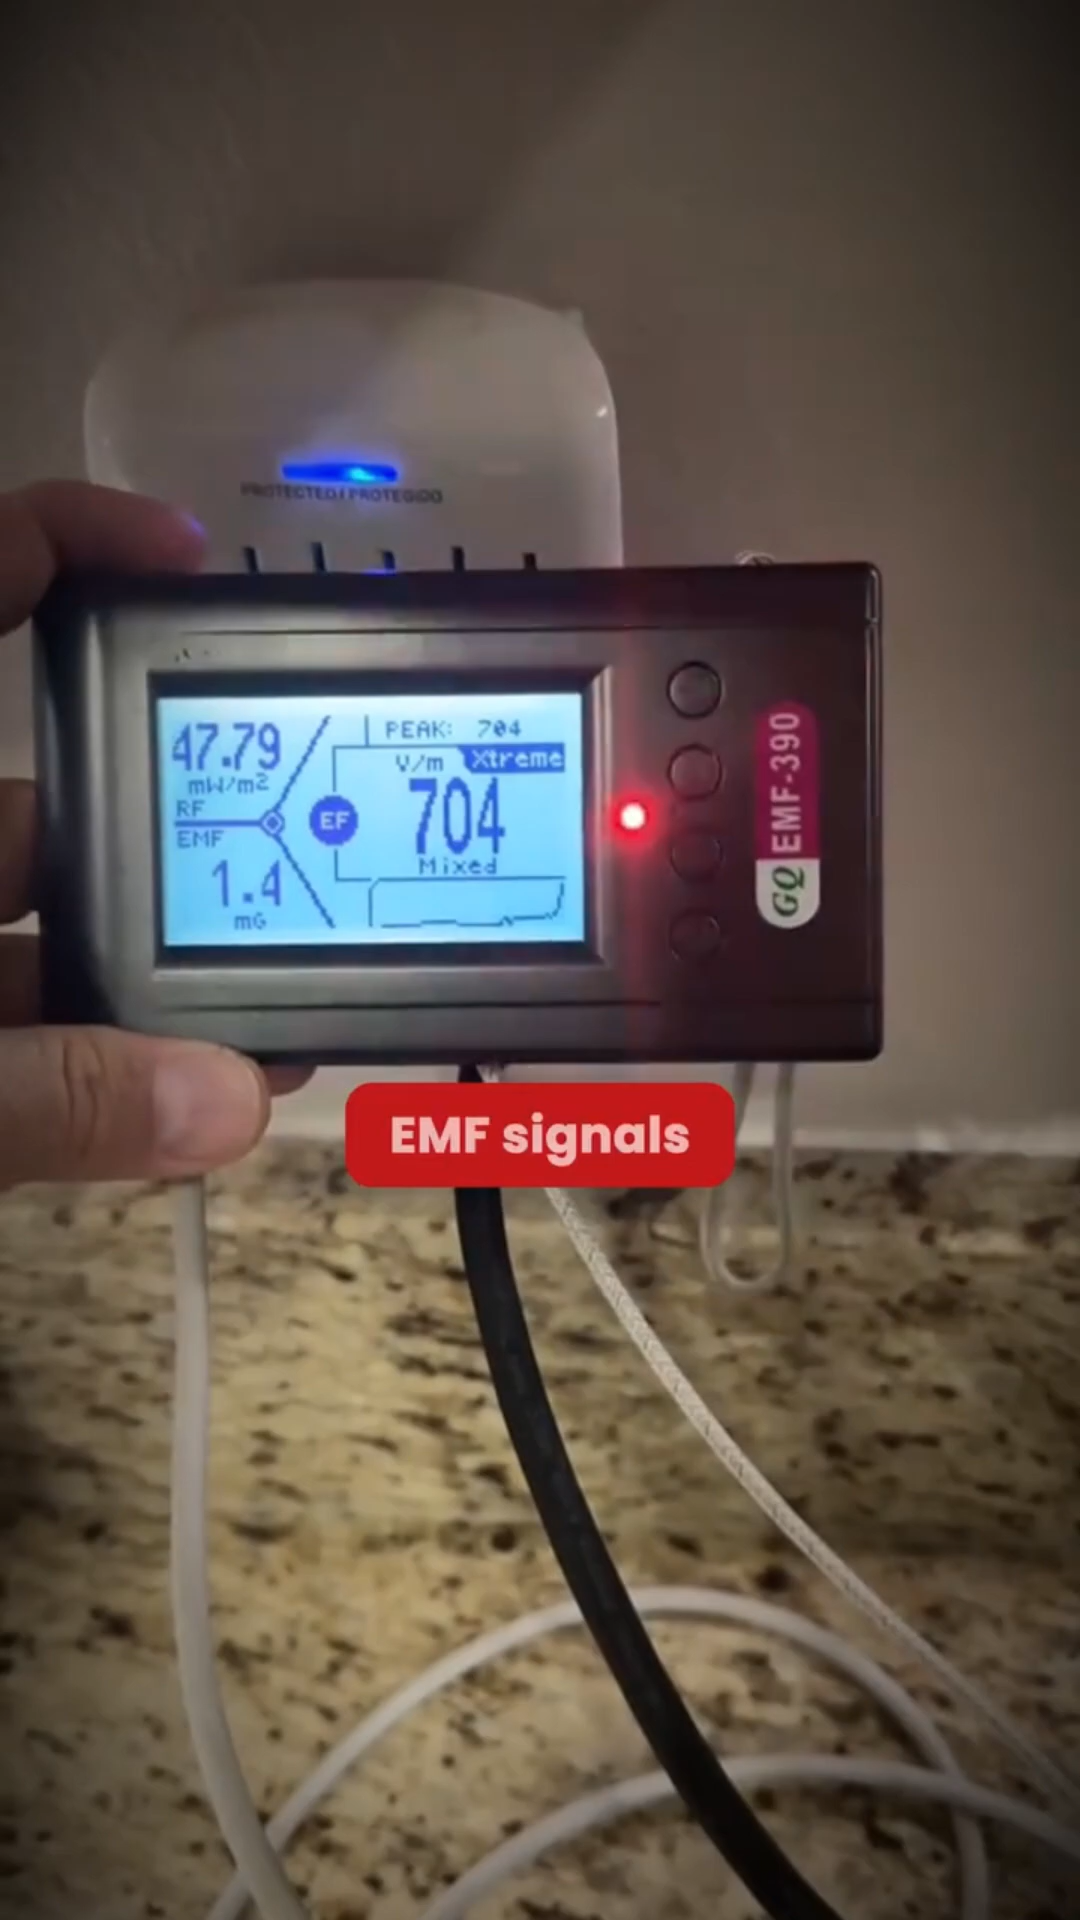 PROTECTED / PROTEGIDO
47.79
mW/m2
RF
EMF
1.4
mG
EF
PEAK: 704
V/m Xtreme
704
Mixed
GQ EMF-390
EMF signals